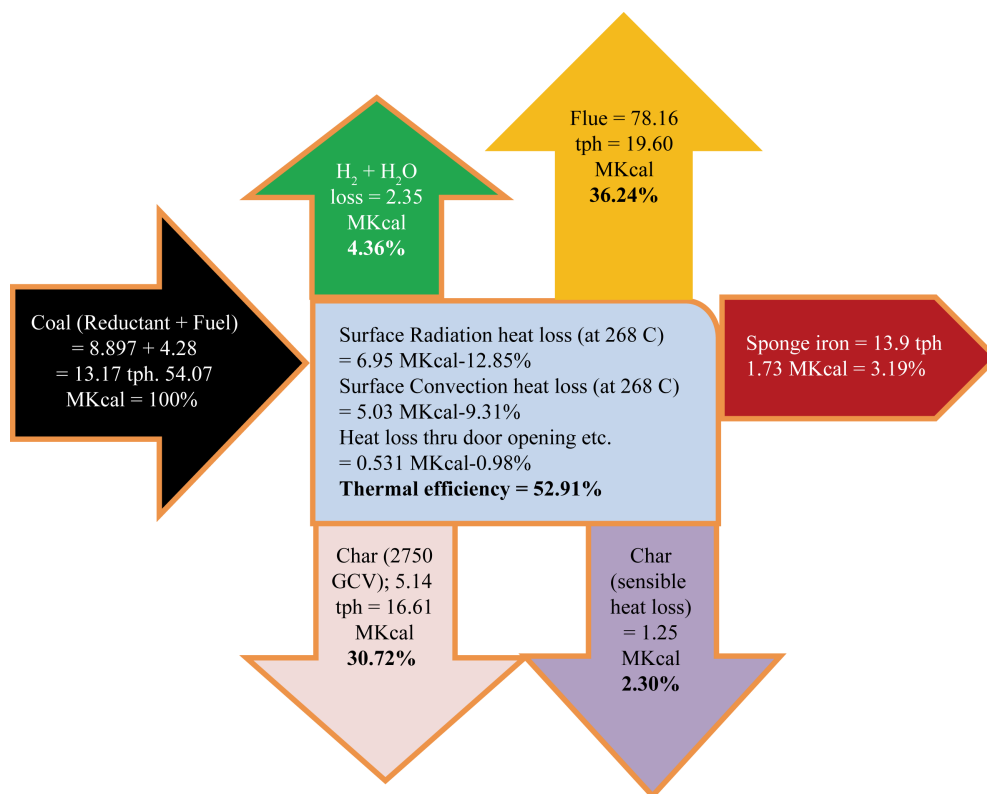 Flue = 78.16
tph = 19.60
MKcal
36.24%
H₂ + H₂O
loss = 2.35
MKcal
4.36%
Coal (Reductant + Fuel)
= 8.897 + 4.28
= 13.17 tph. 54.07
MKcal = 100%
Surface Radiation heat loss (at 268 C)
= 6.95 MKcal-12.85%
Surface Convection heat loss (at 268 C)
= 5.03 MKcal-9.31%
Heat loss thru door opening etc.
= 0.531 MKcal-0.98%
Thermal efficiency = 52.91%
Sponge iron = 13.9 tph
1.73 MKcal = 3.19%
Char (2750
GCV); 5.14
tph = 16.61
MKcal
30.72%
Char
(sensible
heat loss)
= 1.25
MKcal
2.30%